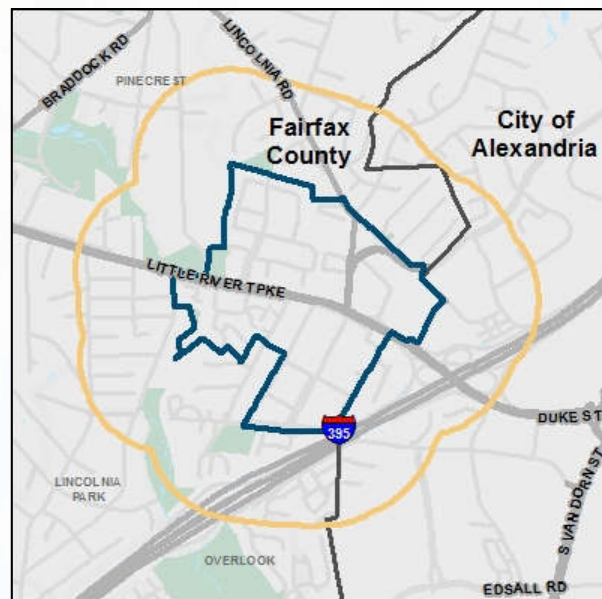 BRADDOCK RD
LINCOLNIA RD
PINECREST
Fairfax
County
City of
Alexandria
LITTLE RIVER TPKE
395
DUKE ST
S VAN DORN ST
LINCOLNIA
PARK
OVERLOOK
EDSALL RD